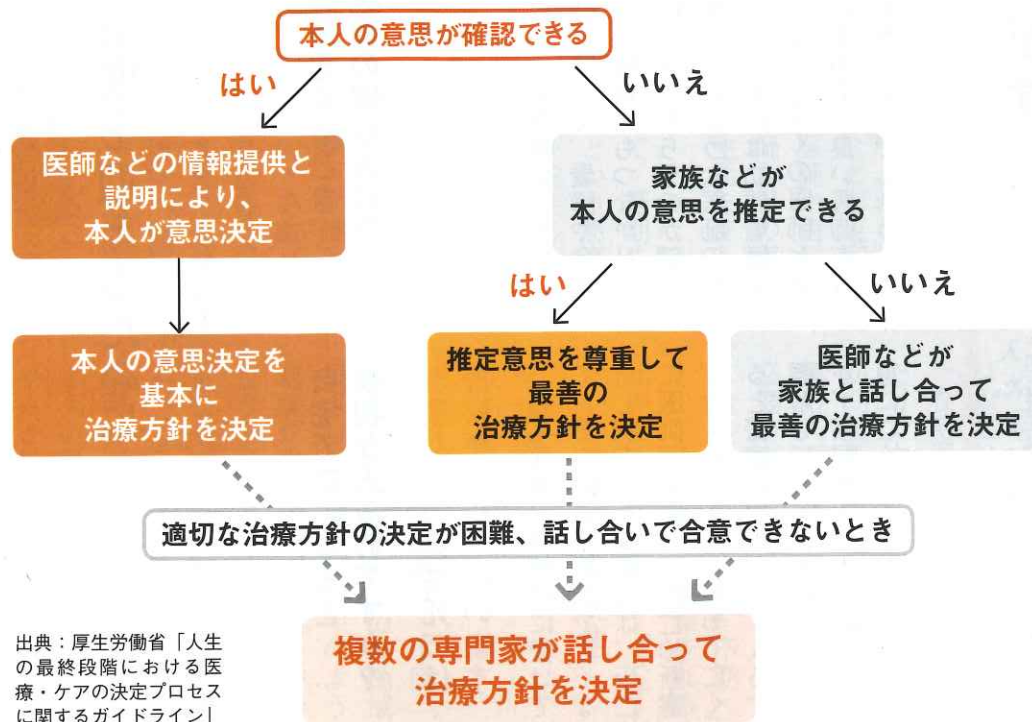 本人の意思が確認できる
はい
いいえ
医師などの情報提供と
説明により、
本人が意思決定
家族などが
本人の意思を推定できる
はい
いいえ
本人の意思決定を
基本に
治療方針を決定
推定意思を尊重して
最善の
治療方針を決定
医師などが
家族と話し合って
最善の治療方針を決定
適切な治療方針の決定が困難、話し合いで合意できないとき
複数の専門家が話し合って
治療方針を決定
出典：厚生労働省「人生
の最終段階における医
療・ケアの決定プロセス
に関するガイドライン」